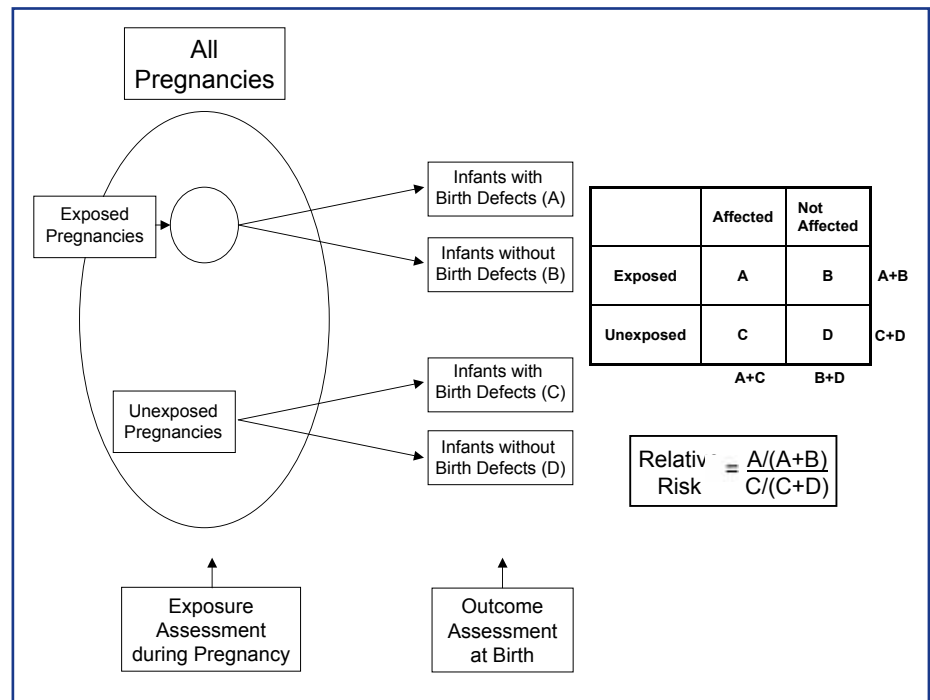 All
Pregnancies
Exposed
Pregnancies
Infants with
Birth Defects (A)
Infants without
Birth Defects (B)
Unexposed
Pregnancies
Infants with
Birth Defects (C)
Infants without
Birth Defects (D)
Affected Not
Affected
Exposed A B A+B
Unexposed C D C+D
A+C B+D
Risk
= A/(A+B)
C/(C+D)
Exposure
Assessment
during Pregnancy
Outcome
Assessment
at Birth